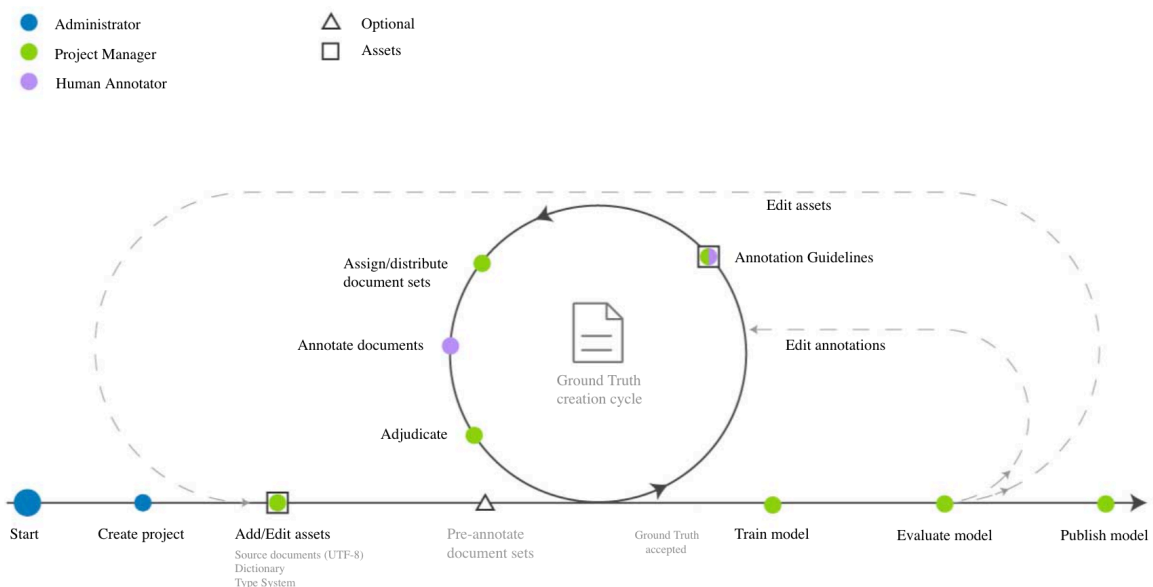 Administrator
Optional
Project Manager
Assets
Human Annotator
Edit assets
Annotation Guidelines
Assign/distribute
document sets
Annotate documents
Edit annotations
Ground Truth
creation cycle
Adjudicate
Start
Create project
Add/Edit assets
Source documents (UTF-8)
Dictionary
Type System
Pre-annotate
document sets
Ground Truth
accepted
Train model
Evaluate model
Publish model